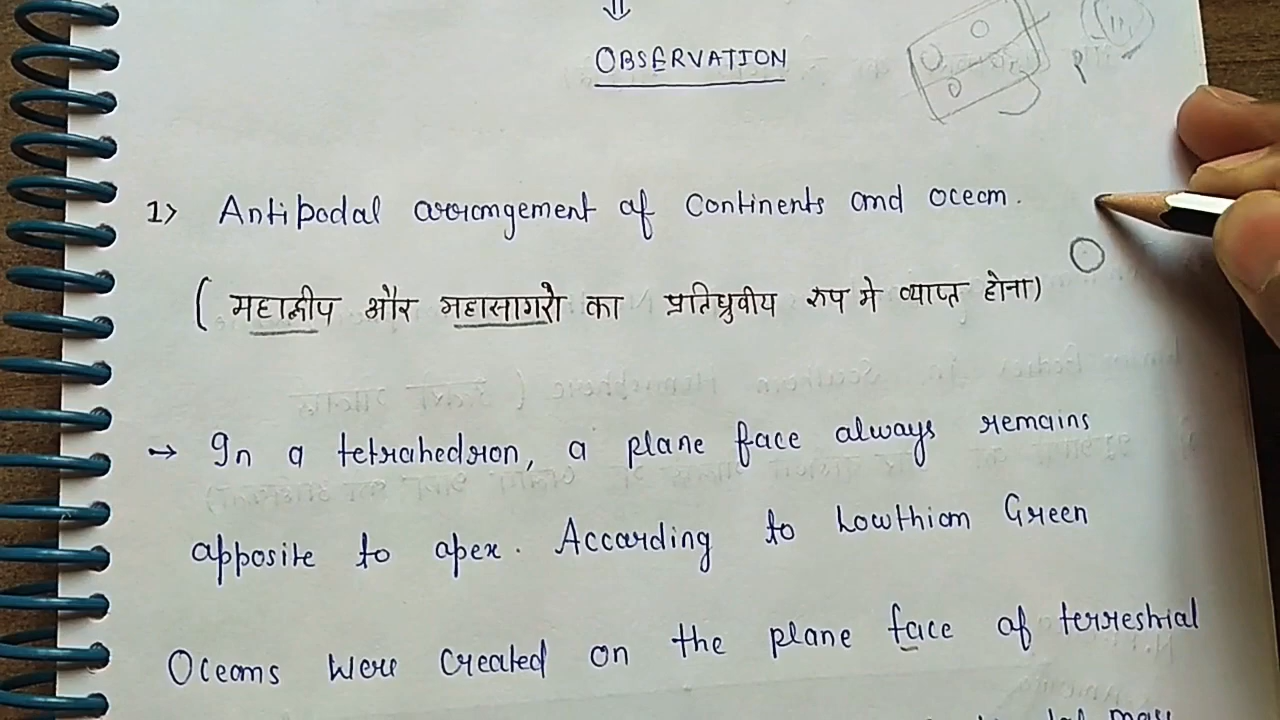 OBSERVATION
1> Antipodal arrangement of Continents and ocean.
( महाद्वीप और महासागरो का प्रतिध्रुवीय रुप मे व्याप्त होना)
→ In a tetrahedron, a plane face always remains
opposite to apex. According to Lowthian Green
Oceans were created on the plane face of terrestrial
mass